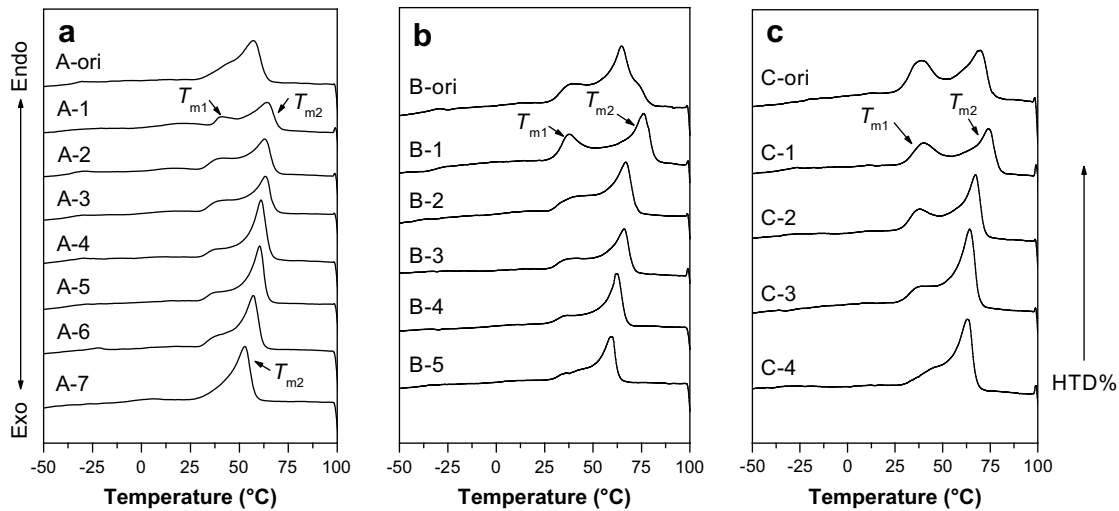 Endo
Exo
a
A-ori
A-1
Tm1
Tm2
A-2
A-3
A-4
A-5
A-6
A-7
Tm2
-50 -25 0 25 50 75 100
Temperature (°C)
b
B-ori
Tm1
Tm2
B-1
B-2
B-3
B-4
B-5
-50 -25 0 25 50 75 100
Temperature (°C)
c
C-ori
Tm1
Tm2
C-1
C-2
C-3
C-4
-50 -25 0 25 50 75 100
Temperature (°C)
HTD%